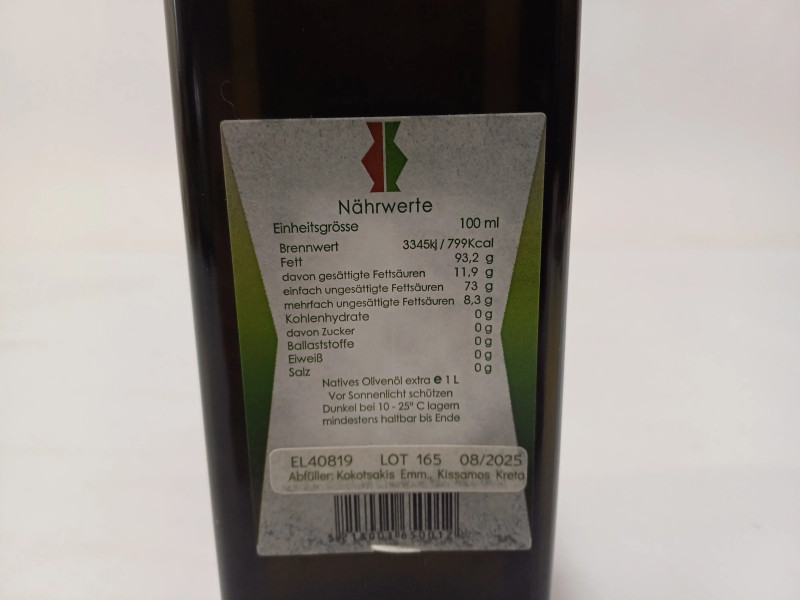 Nährwerte
Einheitsgrösse 100 ml
Brennwert 3345kj / 799Kcal
Fett 93,2 g
davon gesättigte Fettsäuren 11,9 g
einfach ungesättigte Fettsäuren 73 g
mehrfach ungesättigte Fettsäuren 8,3 g
Kohlenhydrate 0 g
davon Zucker 0 g
Ballaststoffe 0 g
Eiweiß 0 g
Salz 0 g
Natives Olivenöl extra e 1 L
Vor Sonnenlicht schützen
Dunkel bei 10 - 25° C lagern
mindestens haltbar bis Ende
EL40819 LOT 165 08/2025
Abfüller: Kokotsakis Emm., Kissamos Kreta